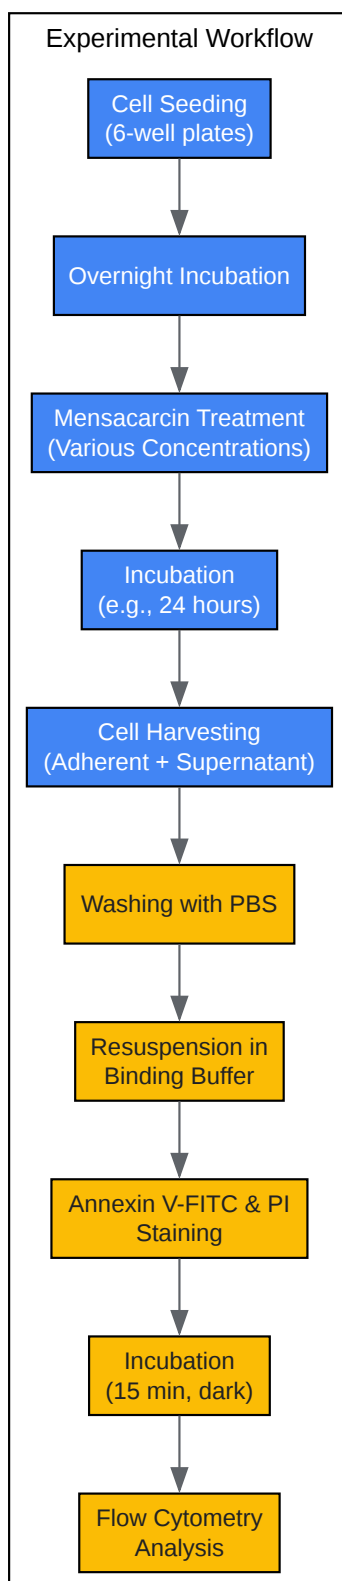 Experimental Workflow
Cell Seeding
(6-well plates)
Overnight Incubation
Mensacarcin Treatment
(Various Concentrations)
Incubation
(e.g., 24 hours)
Cell Harvesting
(Adherent + Supernatant)
Washing with PBS
Resuspension in
Binding Buffer
Annexin V-FITC & PI
Staining
Incubation
(15 min, dark)
Flow Cytometry
Analysis